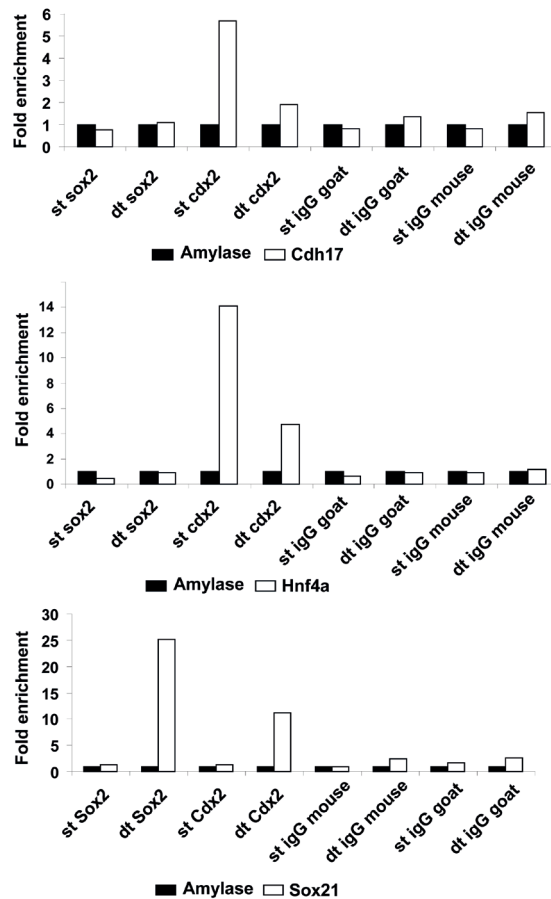 Fold enrichment
6
5
4
3
2
1
0
st sox2
dt sox2
st cdx2
dt cdx2
st igG goat
dt igG goat
st igG mouse
dt igG mouse
Amylase Cdh17
Fold enrichment
14
12
10
8
6
4
2
0
st sox2
dt sox2
st cdx2
dt cdx2
st igG goat
dt igG goat
st igG mouse
dt igG mouse
Amylase Hnf4a
Fold enrichment
30
25
20
15
10
5
0
st Sox2
dt Sox2
st Cdx2
dt Cdx2
st igG mouse
dt igG mouse
st igG goat
dt igG goat
Amylase Sox21